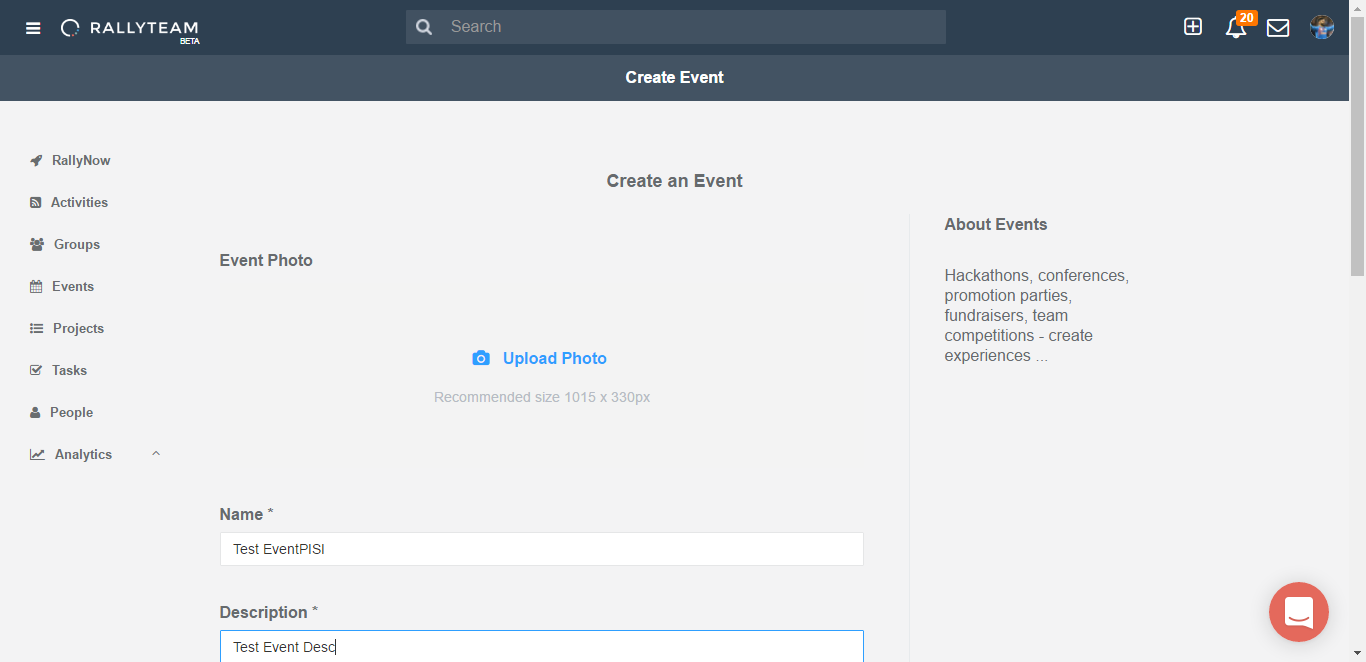 RALLYTEAM
BETA
Search
20
Create Event
RallyNow
Activities
Groups
Events
Projects
Tasks
People
Analytics
Create an Event
Event Photo
Upload Photo
Recommended size 1015 x 330px
Name *
Test EventPISI
Description *
Test Event Desc
About Events
Hackathons, conferences,
promotion parties,
fundraisers, team
competitions - create
experiences ...